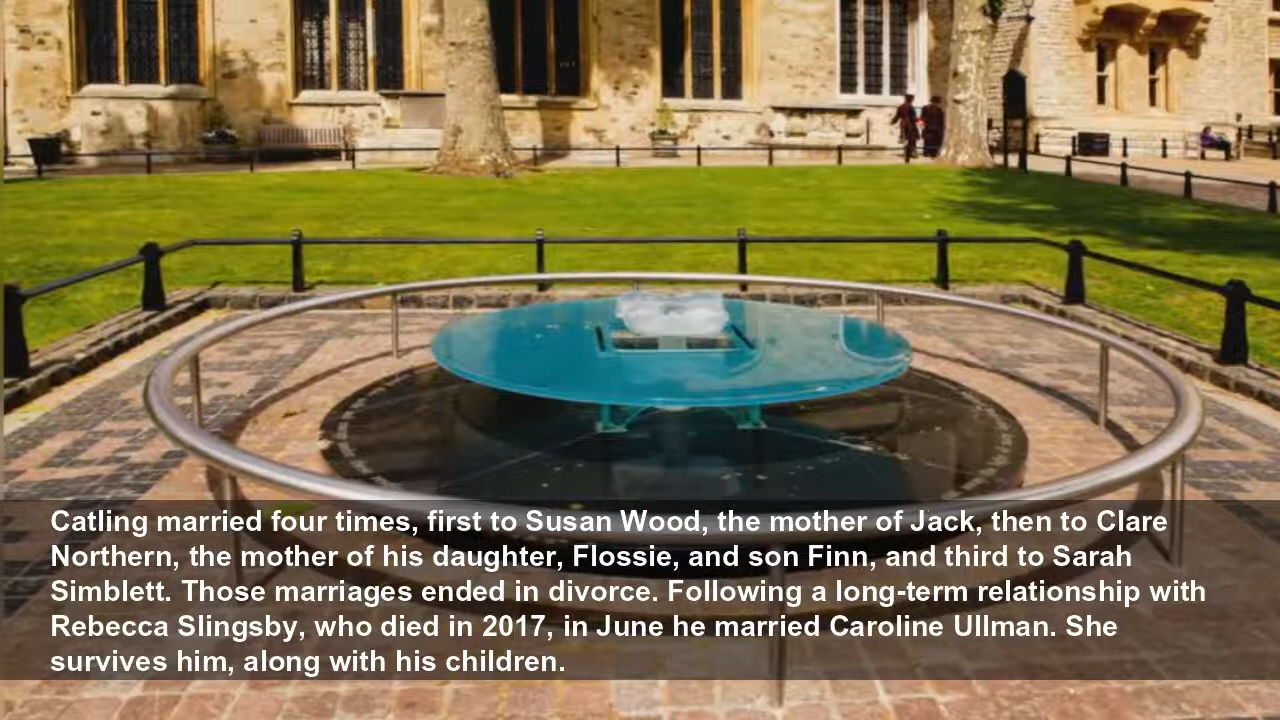 Catling married four times, first to Susan Wood, the mother of Jack, then to Clare
Northern, the mother of his daughter, Flossie, and son Finn, and third to Sarah
Simblett. Those marriages ended in divorce. Following a long-term relationship with
Rebecca Slingsby, who died in 2017, in June he married Caroline Ullman. She
survives him, along with his children.